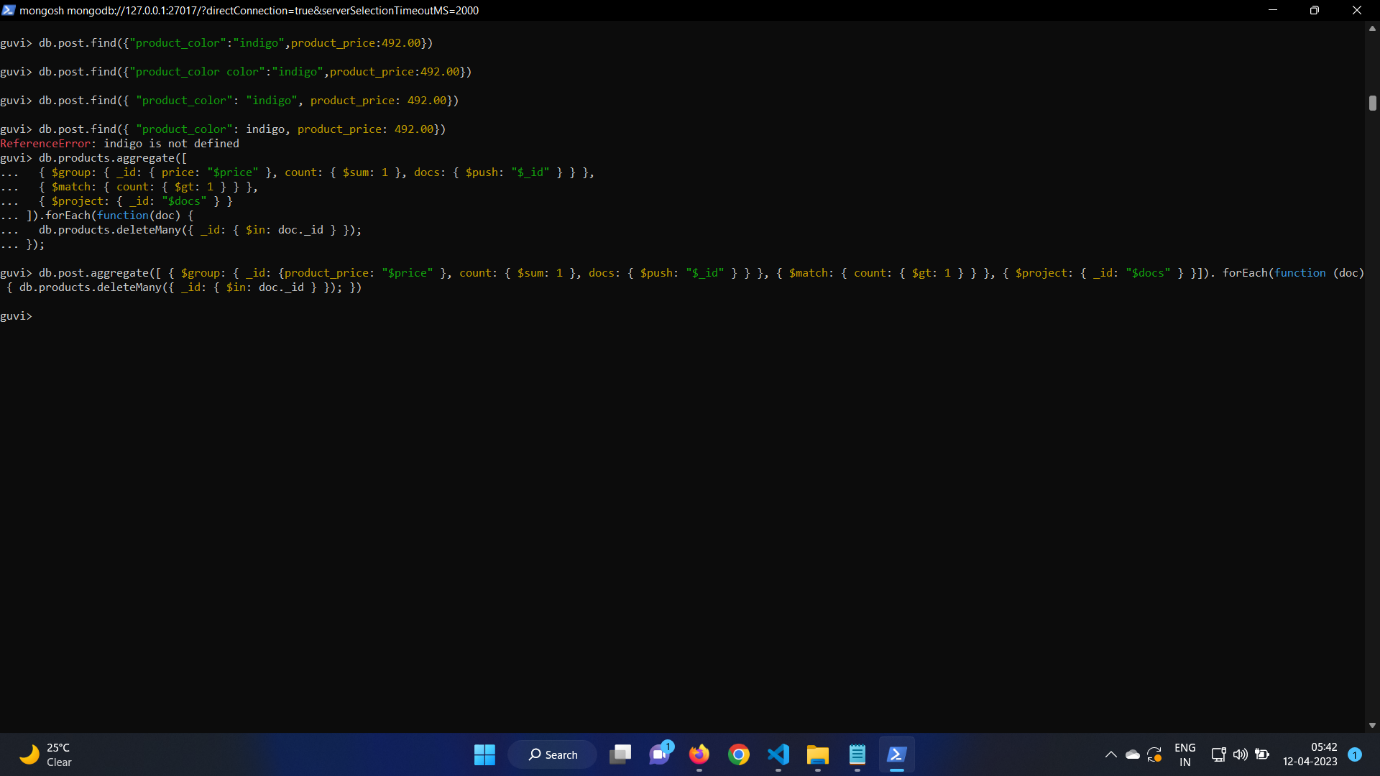 mongosh mongodb://127.0.0.1:27017/?directConnection=true&serverSelectionTimeoutMS=2000
guvi> db.post.find({"product_color":"indigo",product_price:492.00})
guvi> db.post.find({"product_color color":"indigo",product_price:492.00})
guvi> db.post.find({ "product_color": "indigo", product_price: 492.00})
guvi> db.post.find({ "product_color": indigo, product_price: 492.00})
ReferenceError: indigo is not defined
guvi> db.products.aggregate([
...   { $group: { _id: { price: "$price" }, count: { $sum: 1 }, docs: { $push: "$_id" } } },
...   { $match: { count: { $gt: 1 } } },
...   { $project: { _id: "$docs" } }
... ]).forEach(function(doc) {
...   db.products.deleteMany({ _id: { $in: doc._id } });
... });
guvi> db.post.aggregate([ { $group: { _id: {product_price: "$price" }, count: { $sum: 1 }, docs: { $push: "$_id" } } }, { $match: { count: { $gt: 1 } } }, { $project: { _id: "$docs" } }]). forEach(function (doc)
 { db.products.deleteMany({ _id: { $in: doc._id } }); })
guvi>
25°C
Clear
Search
1
ENG
IN
05:42
12-04-2023
1